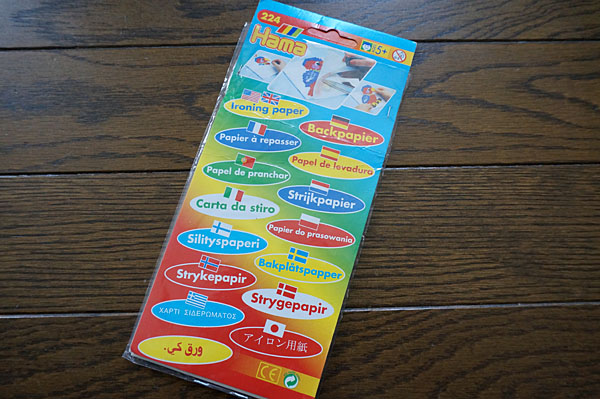 224
Hama
5+
Ironing paper
Backpapier
Papier à repasser
Papel de levadura
Papel de pranchar
Strijkpapier
Carta da stiro
Papier do prasowania
Silityspaperi
Bakplåtspapper
Strykepapir
Strygepapir
ΧΑΡΤΙ ΣΙΔΕΡΩΜΑΤΟΣ
アイロン用紙
ورق كي.
CE